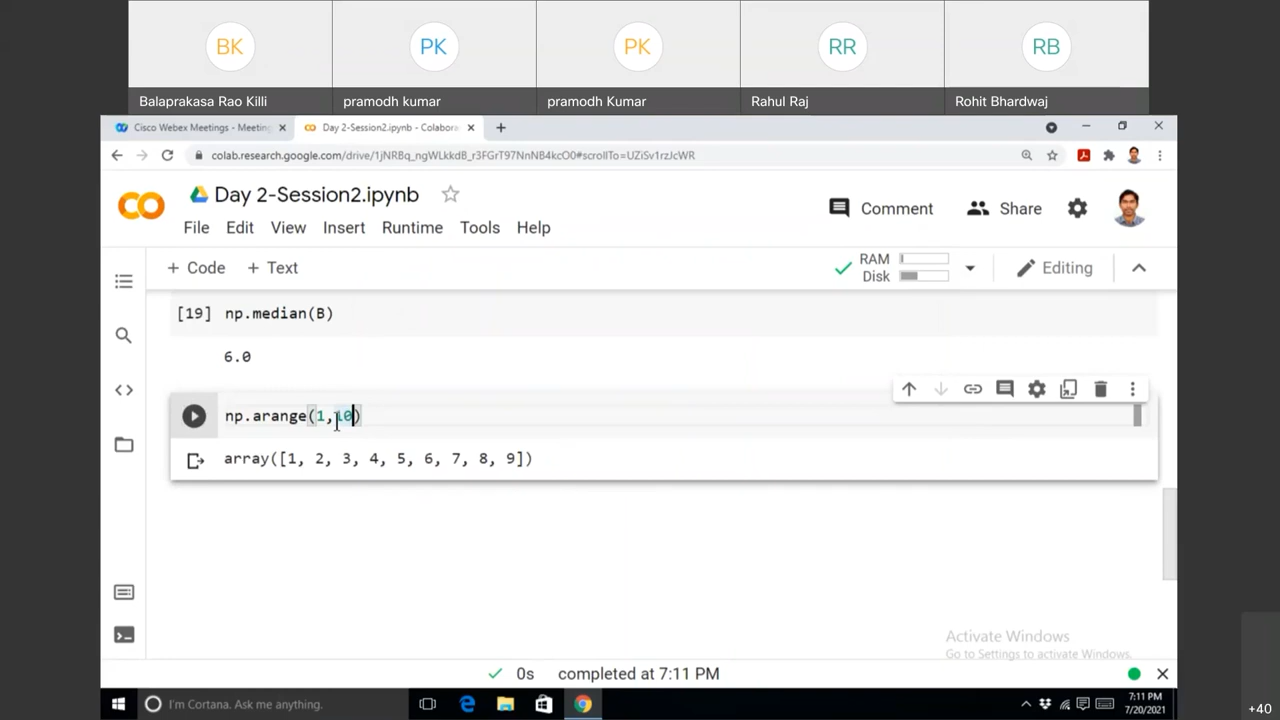 BK PK PK RR RB
Balaprakasa Rao Killi pramodh kumar pramodh Kumar Rahul Raj Rohit Bhardwaj
Cisco Webex Meetings - Meeting Day 2-Session2.ipynb - Colabora
colab.research.google.com/drive/1jNRBq_ngWLkkdB_r3FGrT97NnNB4kcO0#scrollTo=UZiSv1rzJcWR
Day 2-Session2.ipynb
Comment Share
File Edit View Insert Runtime Tools Help
+ Code + Text
RAM
Disk
Editing
[19] np.median(B)
6.0
np.arange(1,10)
array([1, 2, 3, 4, 5, 6, 7, 8, 9])
Activate Windows
Go to Settings to activate Windows.
0s completed at 7:11 PM
I'm Cortana. Ask me anything.
7:11 PM
7/20/2021
+40